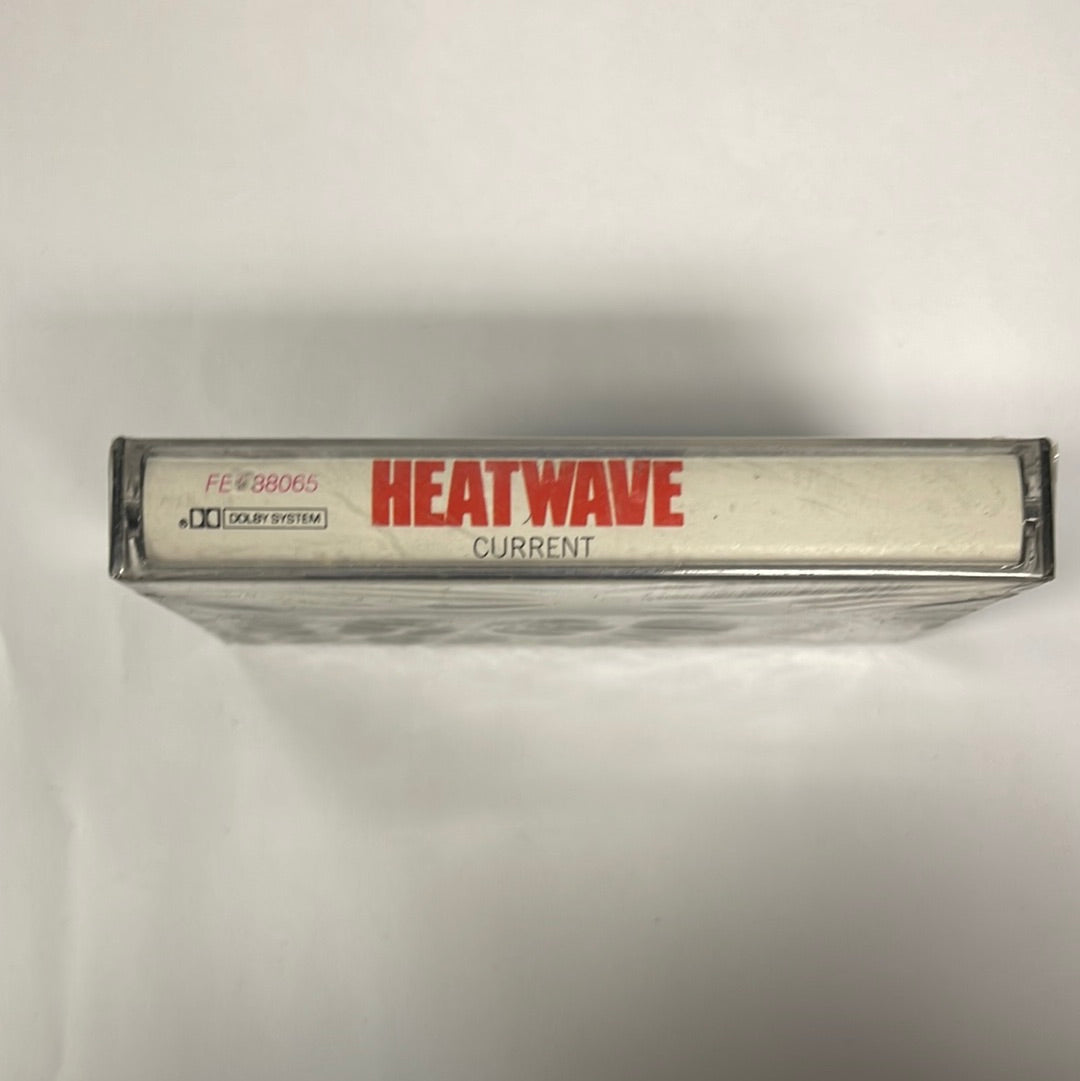 FE 38065
HEATWAVE
DOLBY SYSTEM
CURRENT